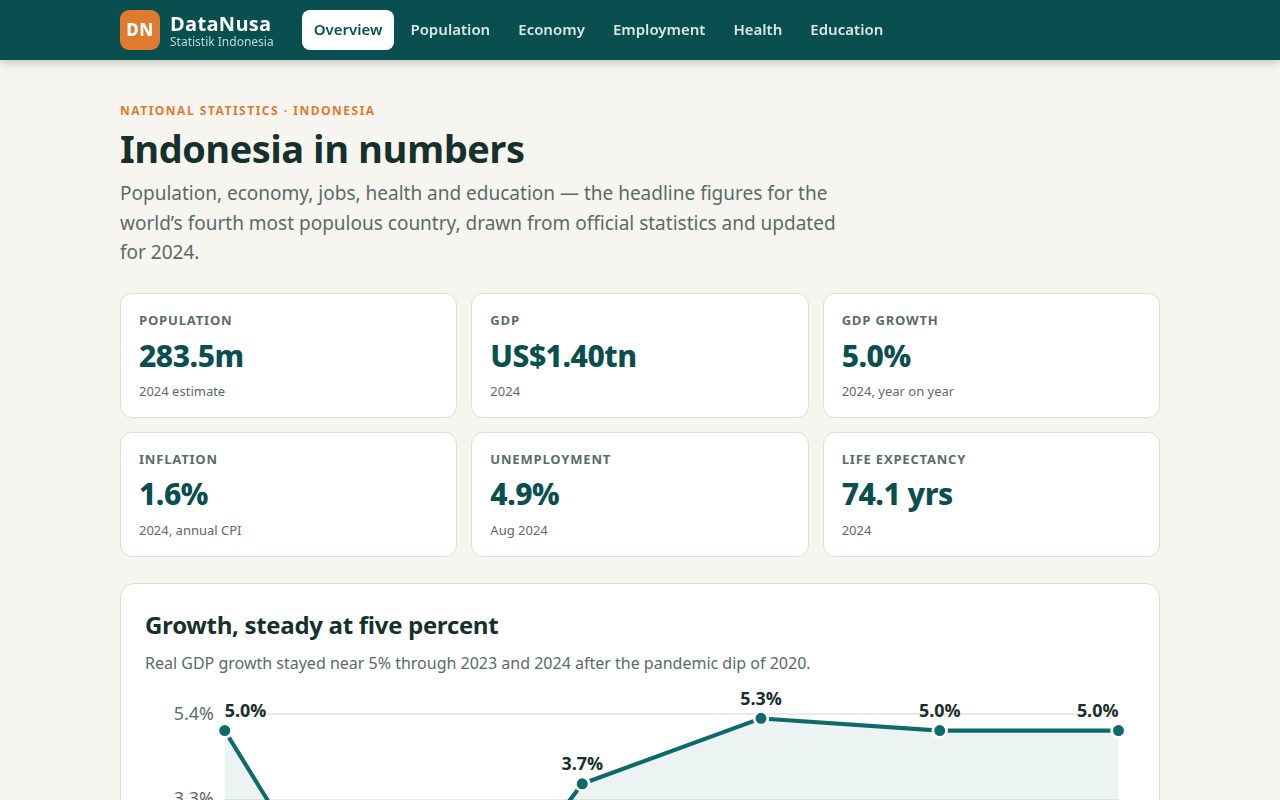 DN
DataNusa
Statistik Indonesia
Overview
Population
Economy
Employment
Health
Education
NATIONAL STATISTICS · INDONESIA
Indonesia in numbers
Population, economy, jobs, health and education — the headline figures for the
world’s fourth most populous country, drawn from official statistics and updated
for 2024.
POPULATION
283.5m
2024 estimate
GDP
US$1.40tn
2024
GDP GROWTH
5.0%
2024, year on year
INFLATION
1.6%
2024, annual CPI
UNEMPLOYMENT
4.9%
Aug 2024
LIFE EXPECTANCY
74.1 yrs
2024
Growth, steady at five percent
Real GDP growth stayed near 5% through 2023 and 2024 after the pandemic dip of 2020.
5.4%
5.0%
3.7%
5.3%
5.0%
5.0%
3.3%